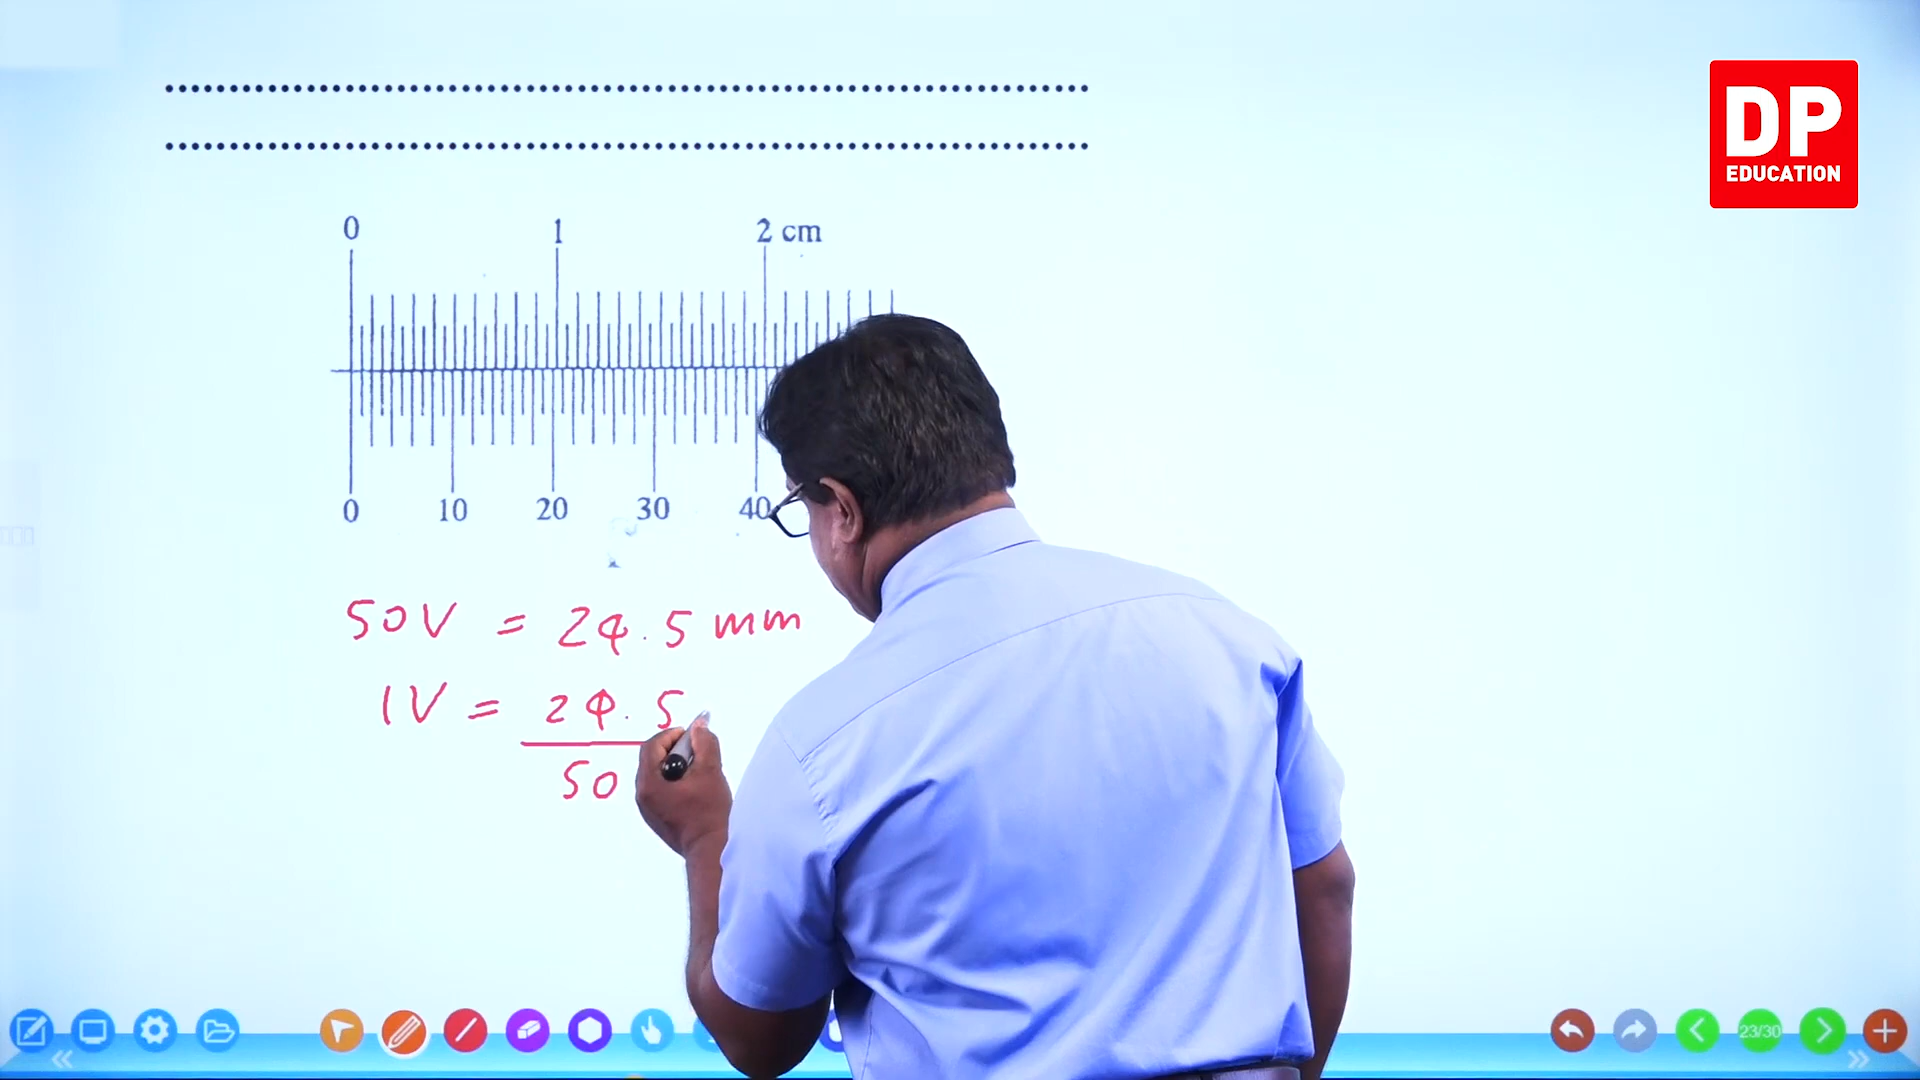 DP
EDUCATION
0 1 2 cm
0 10 20 30 40
50V = 24.5 mm
1V = 24.5
50
23/30